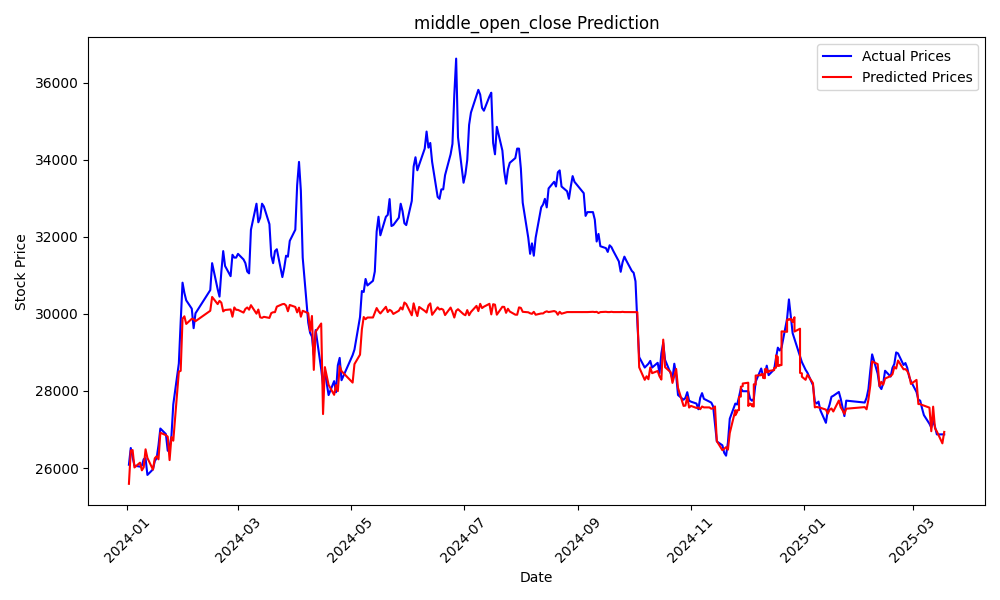 middle_open_close Prediction
Actual Prices
Predicted Prices
Stock Price
36000
34000
32000
30000
28000
26000
2024-01
2024-03
2024-05
2024-07
2024-09
2024-11
2025-01
2025-03
Date